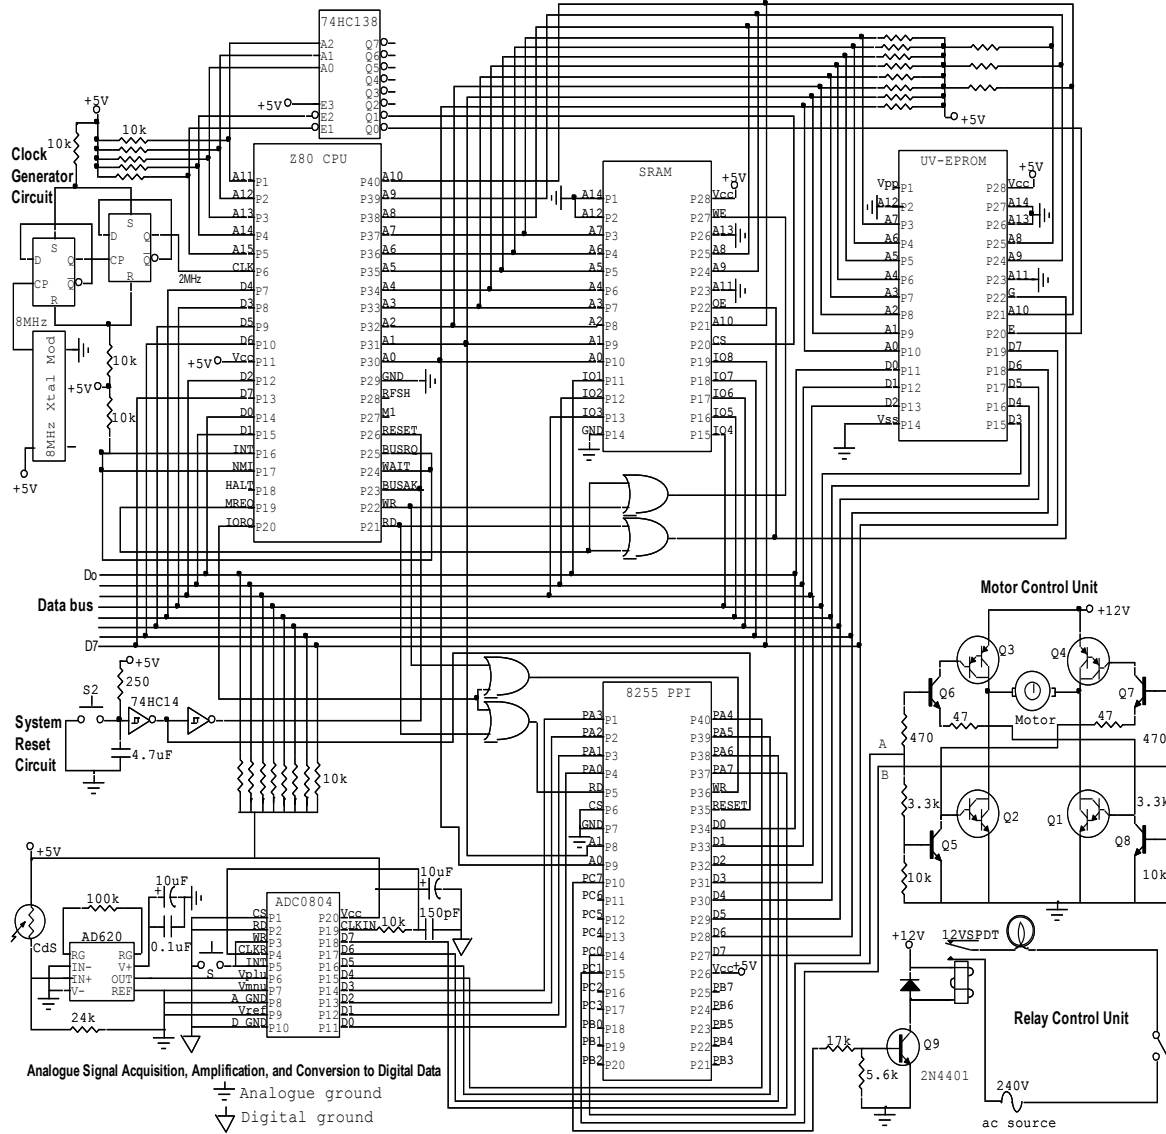 74HC138
A2 Q7
A1 Q6
A0 Q5
Q4
Q3
+5V E3 Q2
E2 Q1
E1 Q0
+5V
+5V
10k
10k
Clock
Generator
Circuit
Z80 CPU
A11 P1 P40 A10
A12 P2 P39 A9
A13 P3 P38 A8
A14 P4 P37 A7
A15 P5 P36 A6
CLK P6 P35 A5
D4 P7 P34 A4
D3 P8 P33 A3
D5 P9 P32 A2
D6 P10 P31 A1
+5V Vcc P11 P30 A0
D2 P12 P29 GND
D7 P13 P28 RFSH
D0 P14 P27 M1
D1 P15 P26 RESET
INT P16 P25 BUSRQ
NMI P17 P24 WAIT
HALT P18 P23 BUSAK
MREQ P19 P22 WR
IORQ P20 P21 RD
S
D Q
CP Q
R
S
D Q
CP Q
R
2MHz
8MHz
8MHz Xtal Mod
10k
+5V
10k
+5V
SRAM
+5V
A14 P1 P28 Vcc
A12 P2 P27 WE
A7 P3 P26 A13
A6 P4 P25 A8
A5 P5 P24 A9
A4 P6 P23 A11
A3 P7 P22 OE
A2 P8 P21 A10
A1 P9 P20 CS
A0 P10 P19 IO8
IO1 P11 P18 IO7
IO2 P12 P17 IO6
IO3 P13 P16 IO5
GND P14 P15 IO4
UV-EPROM
+5V
Vpp P1 P28 Vcc
A12 P2 P27 A14
A7 P3 P26 A13
A6 P4 P25 A8
A5 P5 P24 A9
A4 P6 P23 A11
A3 P7 P22 G
A2 P8 P21 A10
A1 P9 P20 E
A0 P10 P19 D7
D0 P11 P18 D6
D1 P12 P17 D5
D2 P13 P16 D4
Vss P14 P15 D3
Do
Data bus
D7
+5V
250
S2
74HC14
System
Reset
Circuit
4.7uF
10k
8255 PPI
PA3 P1 P40 PA4
PA2 P2 P39 PA5
PA1 P3 P38 PA6
PA0 P4 P37 PA7
RD P5 P36 WR
CS P6 P35 RESET
GND P7 P34 D0
A1 P8 P33 D1
A0 P9 P32 D2
PC7 P10 P31 D3
PC6 P11 P30 D4
PC5 P12 P29 D5
PC4 P13 P28 D6
PC0 P14 P27 D7
PC1 P15 P26 Vcc +5V
PC2 P16 P25 PB7
PC3 P17 P24 PB6
PB0 P18 P23 PB5
PB1 P19 P22 PB4
PB2 P20 P21 PB3
Motor Control Unit
+12V
Q3
Q4
Q6
Q7
Motor
47
47
470
470
A
B
3.3k
3.3k
Q2
Q1
Q5
Q8
10k
10k
+5V
CdS
100k
10uF
+
0.1uF
AD620
RG RG
IN- V+
IN+ OUT
V- REF
24k
ADC0804
CS P1 P20 Vcc
RD P2 P19 CLKIN
WR P3 P18 D7
CLKR P4 P17 D6
INT P5 P16 D5
Vplu P6 P15 D4
Vmnu P7 P14 D3
A GND P8 P13 D2
Vref P9 P12 D1
D GND P10 P11 D0
S
10uF
+
150pF
10k
+12V
12VSPDT
Relay Control Unit
17k
Q9
2N4401
5.6k
240V
ac source
Analogue Signal Acquisition, Amplification, and Conversion to Digital Data
Analogue ground
Digital ground